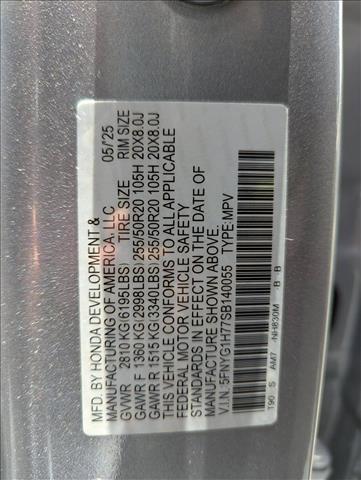 MFD. BY HONDA DEVELOPMENT &
MANUFACTURING OF AMERICA, LLC 05/'25
GVWR 2810 KG(6195LBS) TIRE SIZE RIM SIZE
GAWR F 1360 KG(2998LBS) 255/50R20 105H 20X8.0J
GAWR R 1515 KG(3340LBS) 255/50R20 105H 20X8.0J
THIS VEHICLE CONFORMS TO ALL APPLICABLE
FEDERAL MOTOR VEHICLE SAFETY
STANDARDS IN EFFECT ON THE DATE OF
MANUFACTURE SHOWN ABOVE.
V.I.N. 5FNYG1H77SB140055 TYPE: MPV
T90 S AM7 -NH830M - B - B